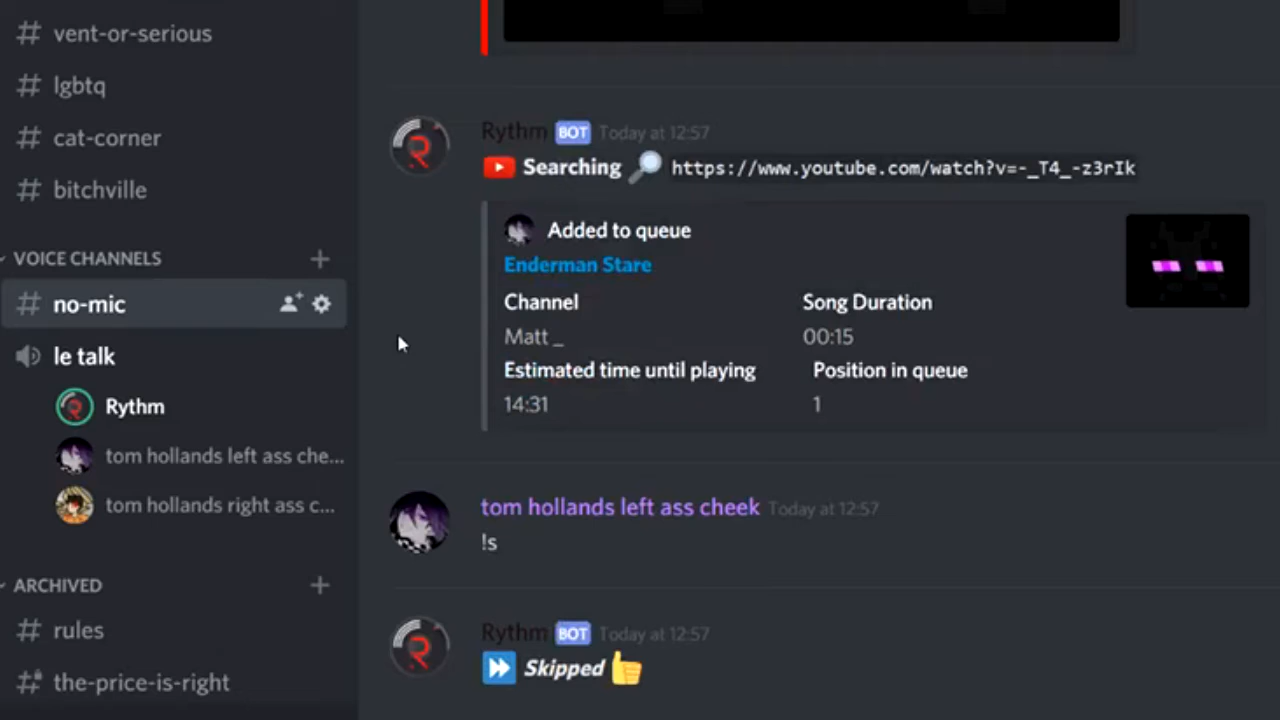 vent-or-serious
lgbtq
cat-corner
bitchville
VOICE CHANNELS
no-mic
le talk
Rythm
tom hollands left ass che...
tom hollands right ass c...
ARCHIVED
rules
the-price-is-right
Rythm BOT Today at 12:57
Searching https://www.youtube.com/watch?v=-_T4_-z3rIk
Added to queue
Enderman Stare
Channel Song Duration
Matt _ 00:15
Estimated time until playing Position in queue
14:31 1
tom hollands left ass cheek Today at 12:57
!s
Rythm BOT Today at 12:57
Skipped